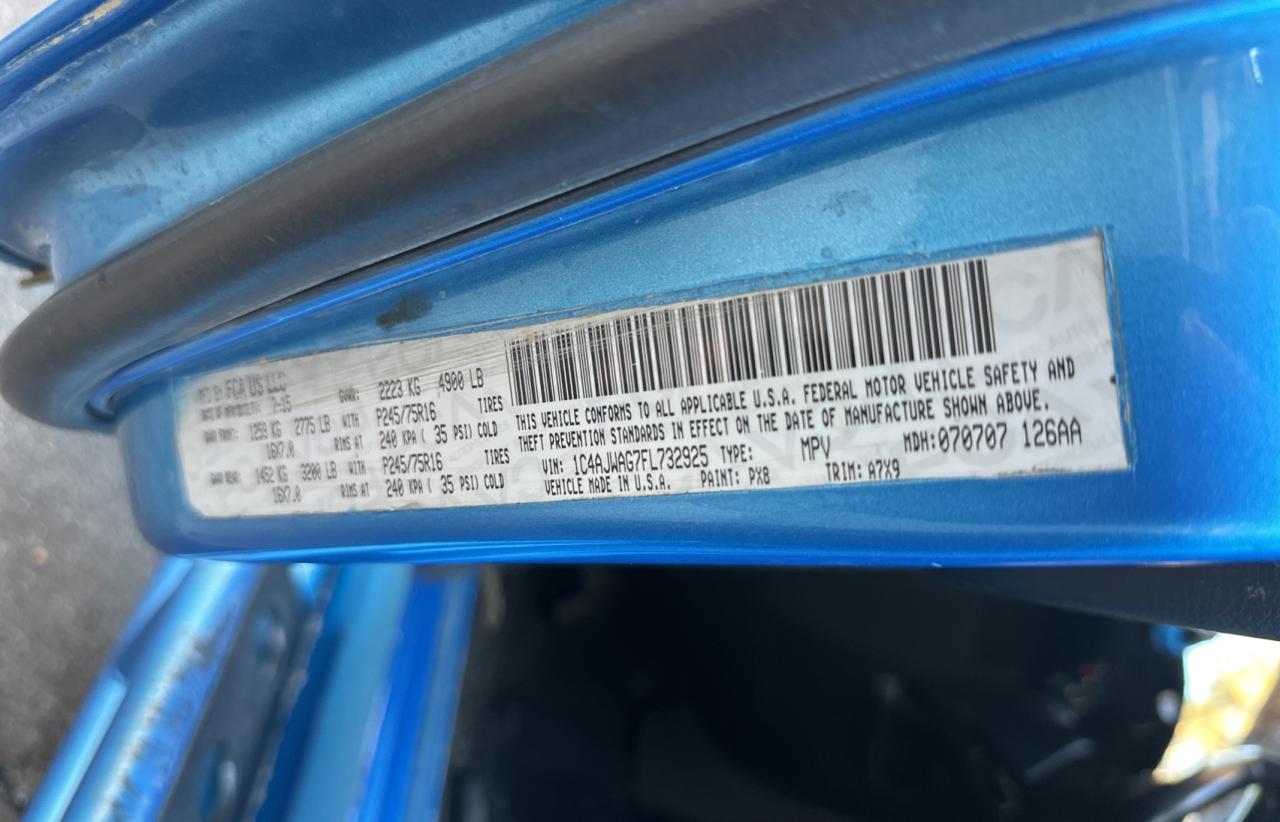 MFD BY FCA US LLC GVWR: 2223 KG 4900 LB
DATE OF MFR: 7-15
GAWR FRONT: 1259 KG 2775 LB WITH P245/75R16 TIRES
16X7.0 RIMS AT 240 KPA ( 35 PSI) COLD
GAWR REAR: 1452 KG 3200 LB WITH P245/75R16 TIRES
16X7.0 RIMS AT 240 KPA ( 35 PSI) COLD
THIS VEHICLE CONFORMS TO ALL APPLICABLE U.S.A. FEDERAL MOTOR VEHICLE SAFETY AND
THEFT PREVENTION STANDARDS IN EFFECT ON THE DATE OF MANUFACTURE SHOWN ABOVE.
VIN: 1C4AJWAG7FL732925 TYPE: MPV MDH:070707 126AA
VEHICLE MADE IN U.S.A. PAINT: PX8 TRIM: A7X9